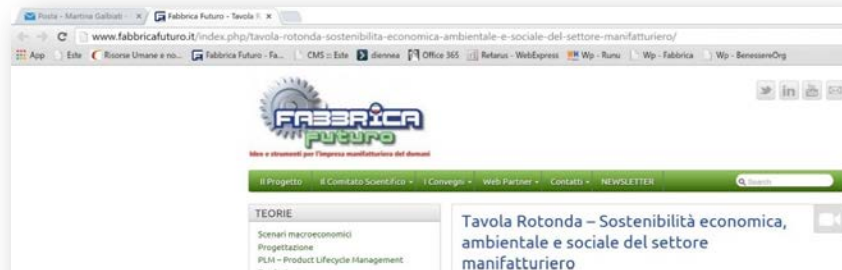 Posta - Martina Galbiati - Fabbrica Futuro - Tavola R
www.fabbricafuturo.it/index.php/tavola-rotonda-sostenibilita-economica-ambientale-e-sociale-del-settore-manifatturiero/
App Este Risorse Umane e no... Fabbrica Futuro - Fa... CMS :: Este diennea Office 365 Retarus - WebExpress Wp - Runu Wp - Fabbrica Wp - BenessereOrg
FABBRICA
Futuro
Idee e strumenti per l'impresa manifatturiera del domani
Il Progetto Il Comitato Scientifico I Convegni Web Partner Contatti NEWSLETTER Search
TEORIE
Scenari macroeconomici
Progettazione
PLM – Product Lifecycle Management
Tavola Rotonda – Sostenibilità economica,
ambientale e sociale del settore
manifatturiero